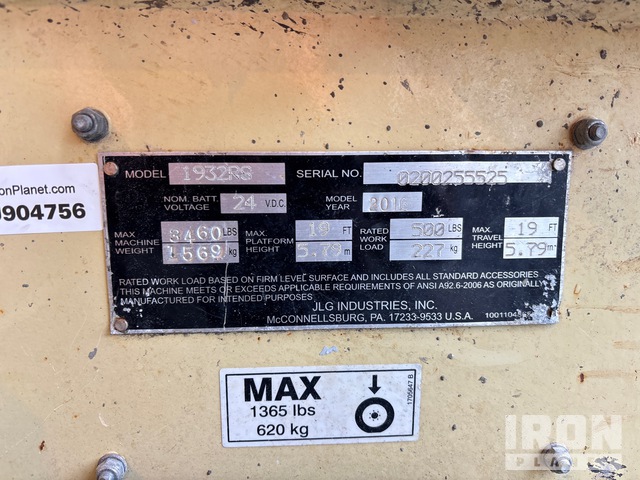 ronPlanet.com
0904756
MODEL 1932RS SERIAL NO. 0200255525
NOM. BATT. VOLTAGE 24 V.D.C. MODEL YEAR
MAX MACHINE WEIGHT 3460 LBS 1569 kg
MAX. PLATFORM HEIGHT 19 FT 5.79 m
RATED WORK LOAD 500 LBS 227 kg
MAX. TRAVEL HEIGHT 19 FT 5.79 m
RATED WORK LOAD BASED ON FIRM LEVEL SURFACE AND INCLUDES ALL STANDARD ACCESSORIES
THIS MACHINE MEETS OR EXCEEDS APPLICABLE REQUIREMENTS OF ANSI A92.6-2006 AS ORIGINALLY
MANUFACTURED FOR INTENDED PURPOSES.
JLG INDUSTRIES, INC.
McCONNELLSBURG, PA. 17233-9533 U.S.A.
MAX
1365 lbs
620 kg
1705647 B
IRON
PLANET